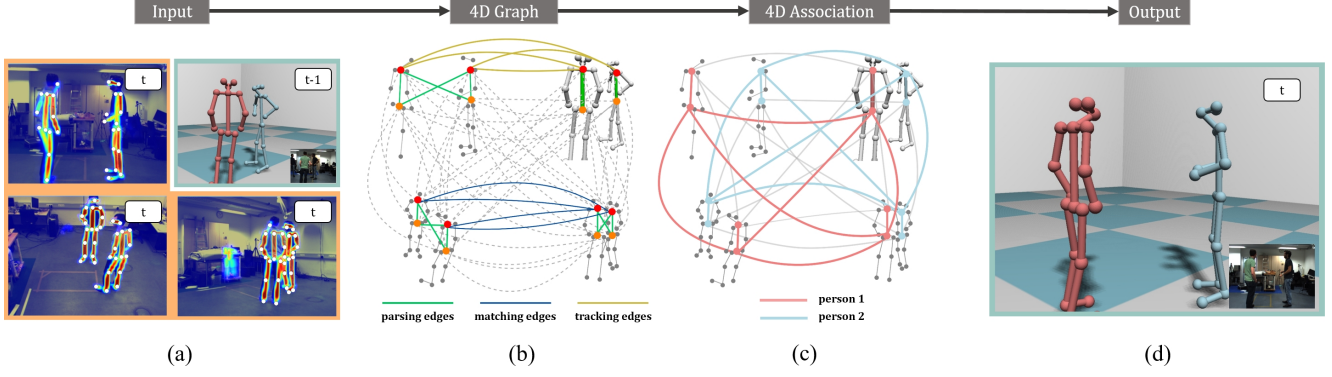 Input
4D Graph
4D Association
Output
t
t-1
t
t
t
parsing edges
matching edges
tracking edges
person 1
person 2
(a)
(b)
(c)
(d)